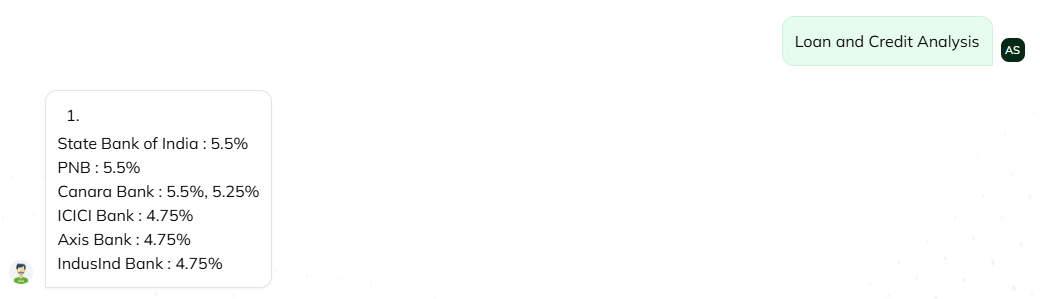 Loan and Credit Analysis
AS
1.
State Bank of India : 5.5%
PNB : 5.5%
Canara Bank : 5.5%, 5.25%
ICICI Bank : 4.75%
Axis Bank : 4.75%
IndusInd Bank : 4.75%